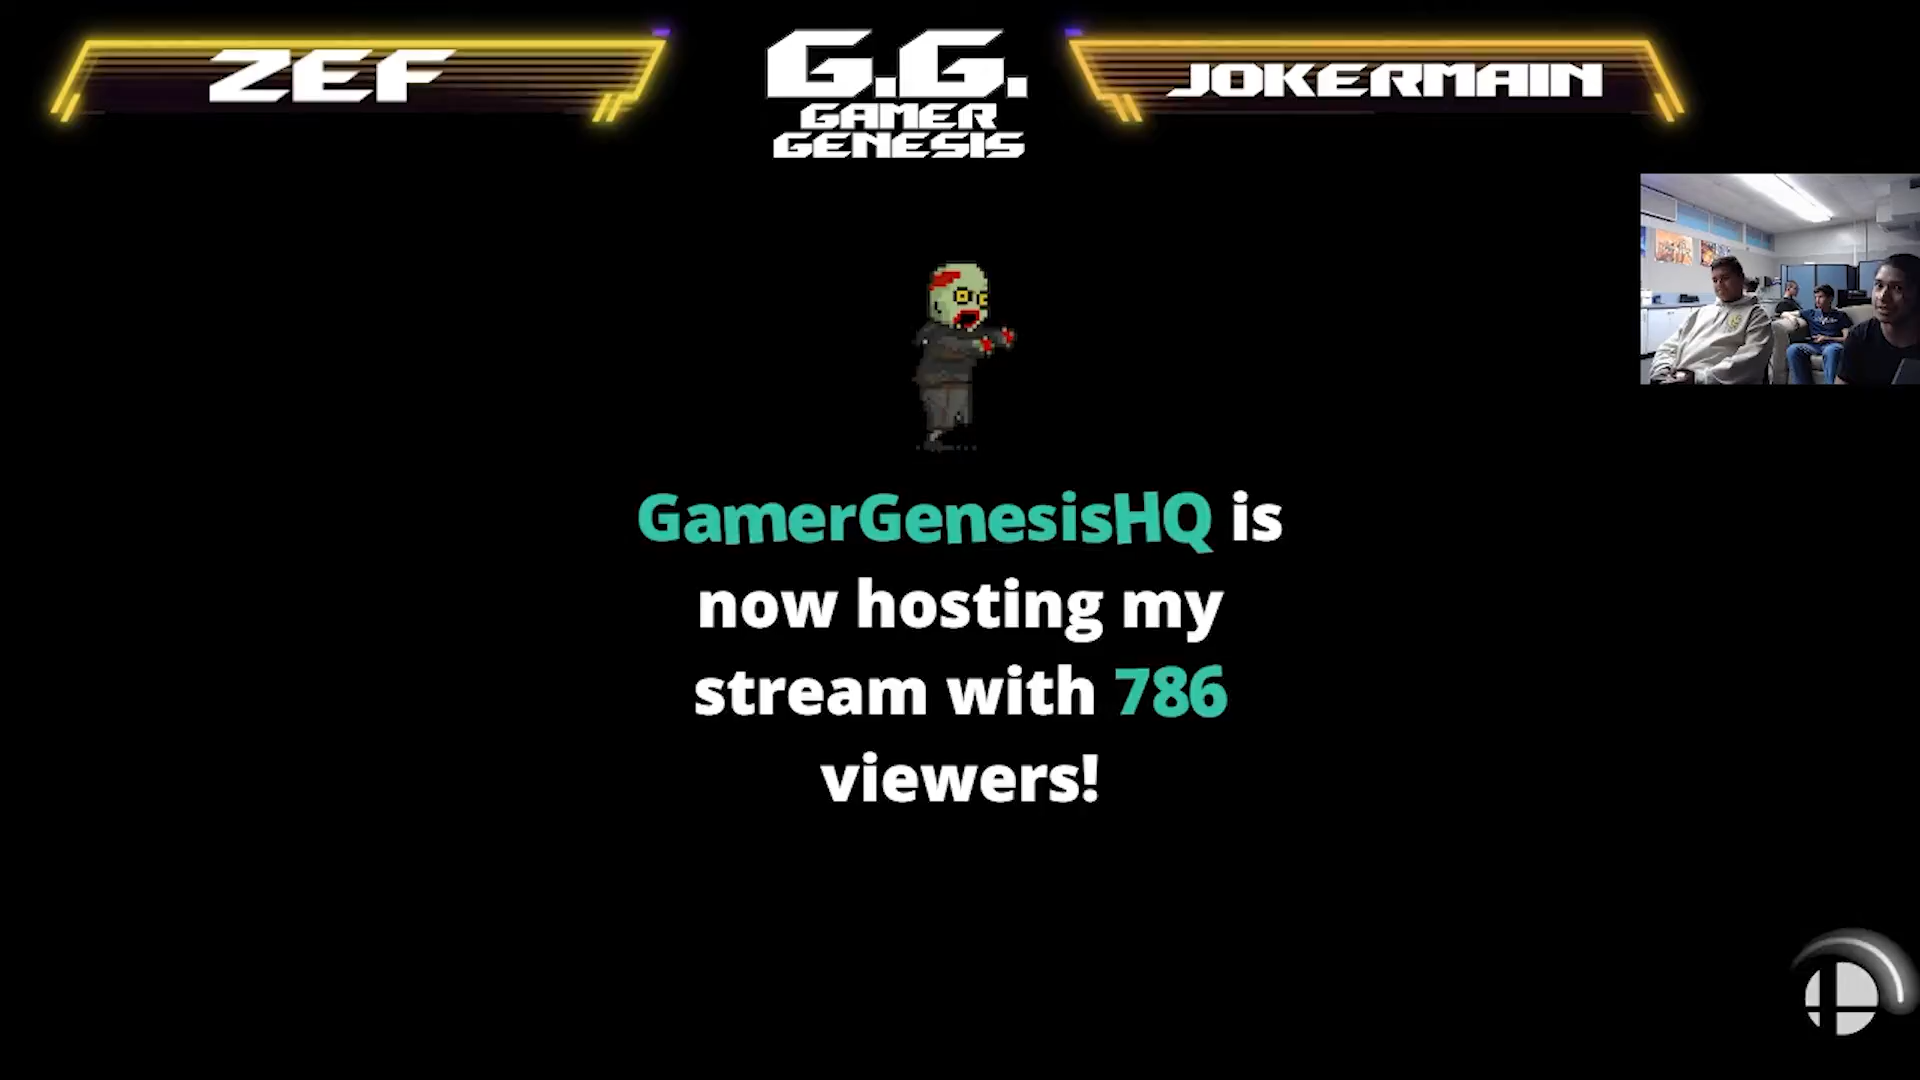 ZEF
G.G.
GAMER
GENESIS
JOKERMAIN
GamerGenesisHQ is
now hosting my
stream with 786
viewers!